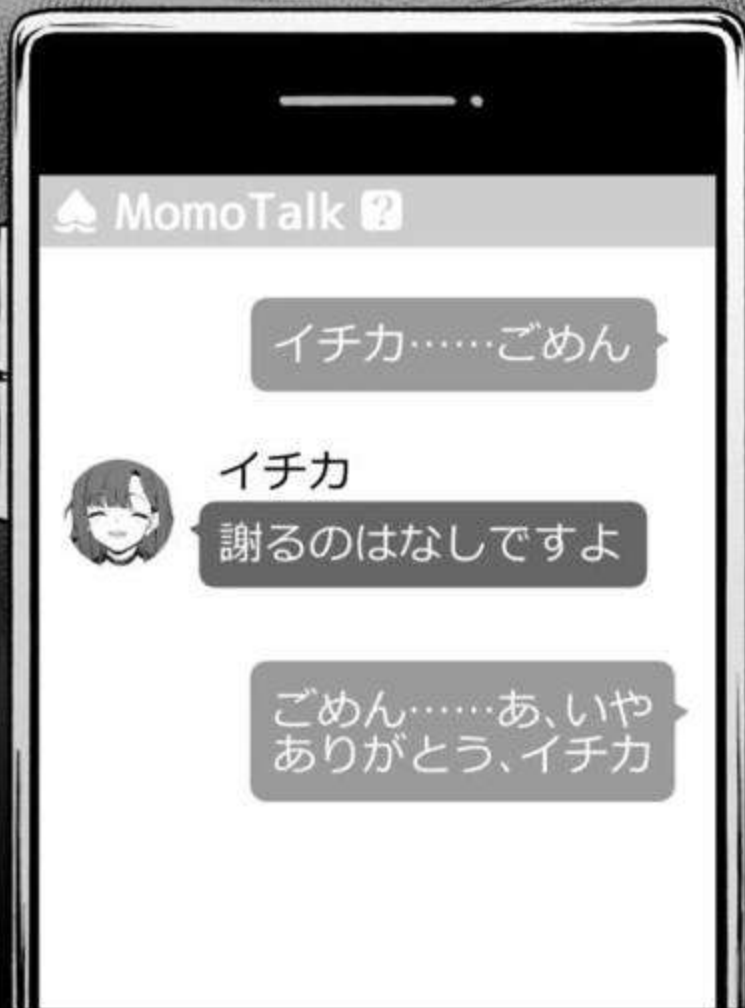 MomoTalk ?
イチカ……ごめん
イチカ
謝るのはなしですよ
ごめん……あ、いや
ありがとう、イチカ